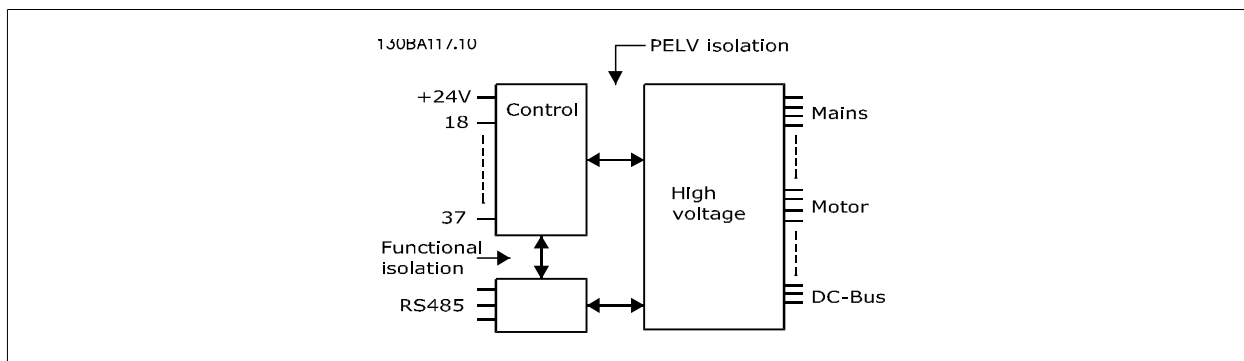 130BA117.10
PELV isolation
+24V
Control
18
Mains
High
voltage
37
Motor
Functional
isolation
RS485
DC-Bus